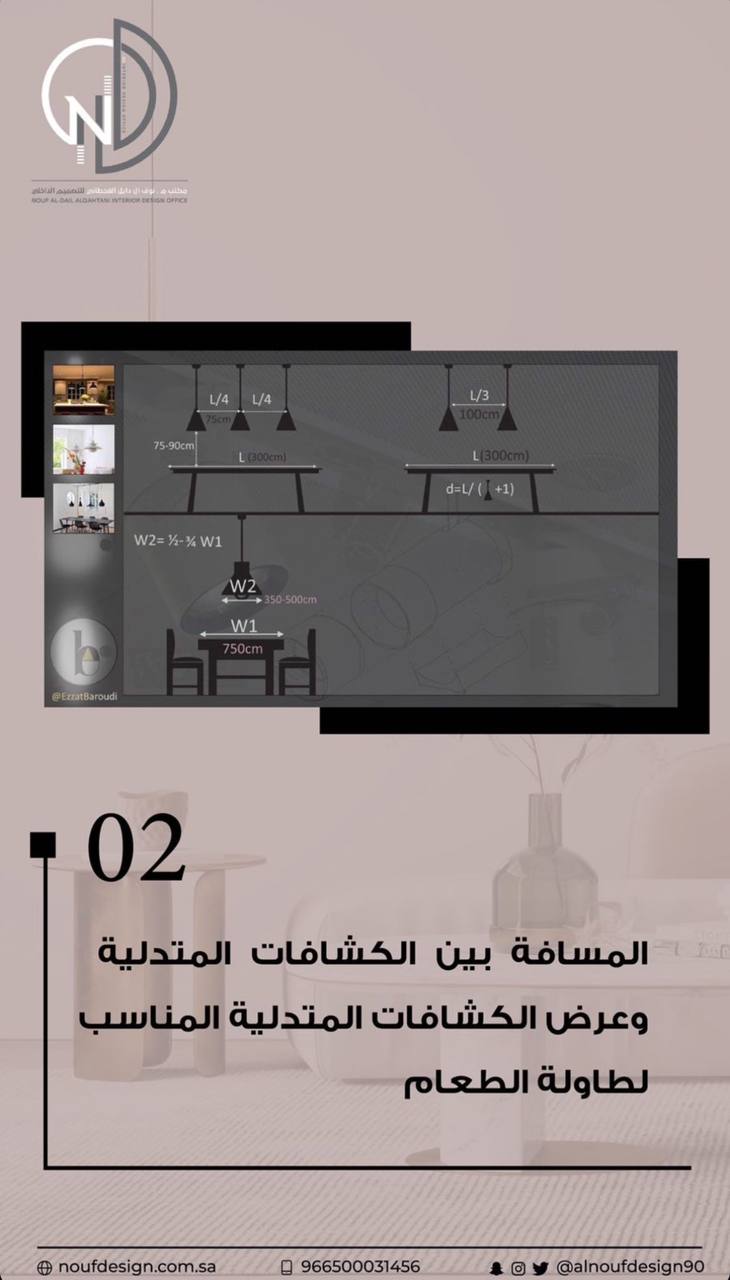 مكتب م. نوف ال دايل القحطاني للتصميم الداخلي
NOUF AL-DAIL ALQAHTANI INTERIOR DESIGN OFFICE
L/4 L/4
75cm
75-90cm
L (300cm)
L/3
100cm
L(300cm)
d=L/ ( +1)
W2= ½-¾ W1
W2
350-500cm
W1
750cm
@EzzatBaroudi
02
المسافة بين الكشافات المتدلية
وعرض الكشافات المتدلية المناسب
لطاولة الطعام
noufdesign.com.sa 966500031456 @alnoufdesign90